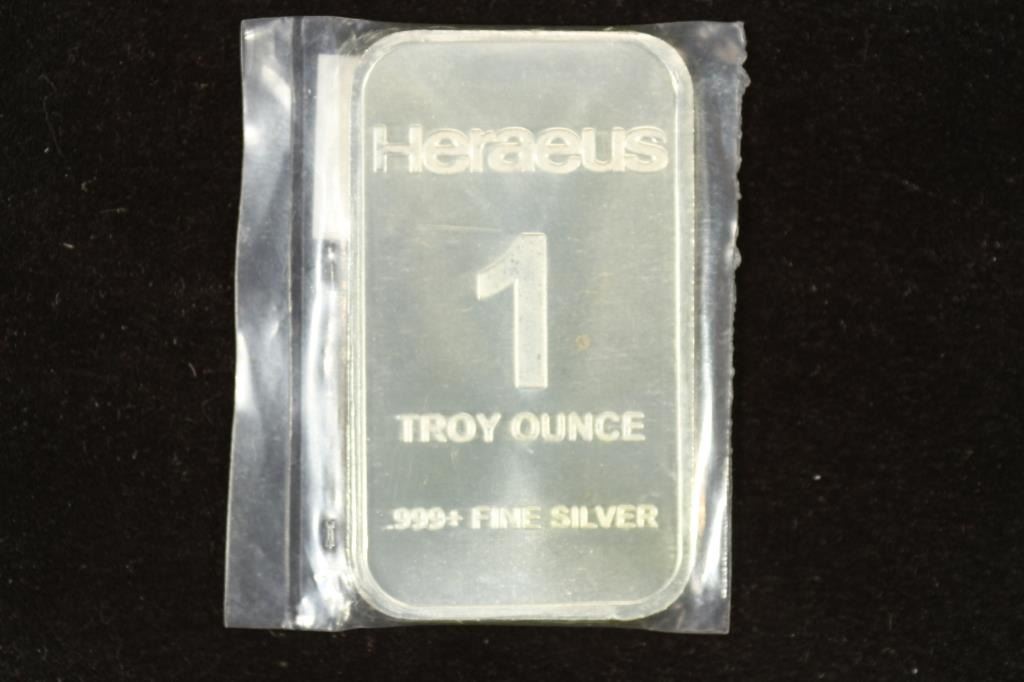 Heraeus
1
TROY OUNCE
.999+ FINE SILVER